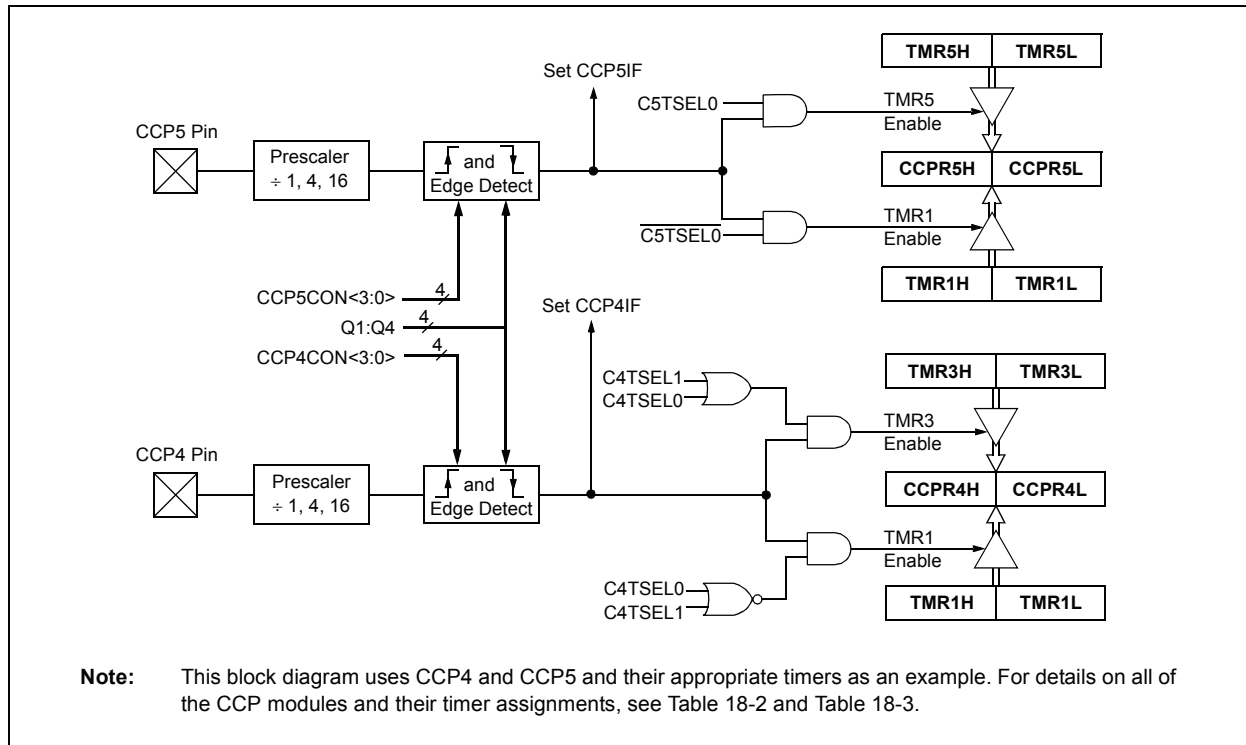 TMR5H TMR5L
Set CCP5IF
C5TSEL0
TMR5
Enable
CCP5 Pin
Prescaler
÷ 1, 4, 16
and
Edge Detect
CCPR5H CCPR5L
C5TSEL0
TMR1
Enable
TMR1H TMR1L
CCP5CON<3:0>
4
Q1:Q4
4
CCP4CON<3:0>
4
Set CCP4IF
TMR3H TMR3L
C4TSEL1
C4TSEL0
TMR3
Enable
CCP4 Pin
Prescaler
÷ 1, 4, 16
and
Edge Detect
CCPR4H CCPR4L
TMR1
Enable
C4TSEL0
C4TSEL1
TMR1H TMR1L
Note: This block diagram uses CCP4 and CCP5 and their appropriate timers as an example. For details on all of
the CCP modules and their timer assignments, see Table 18-2 and Table 18-3.